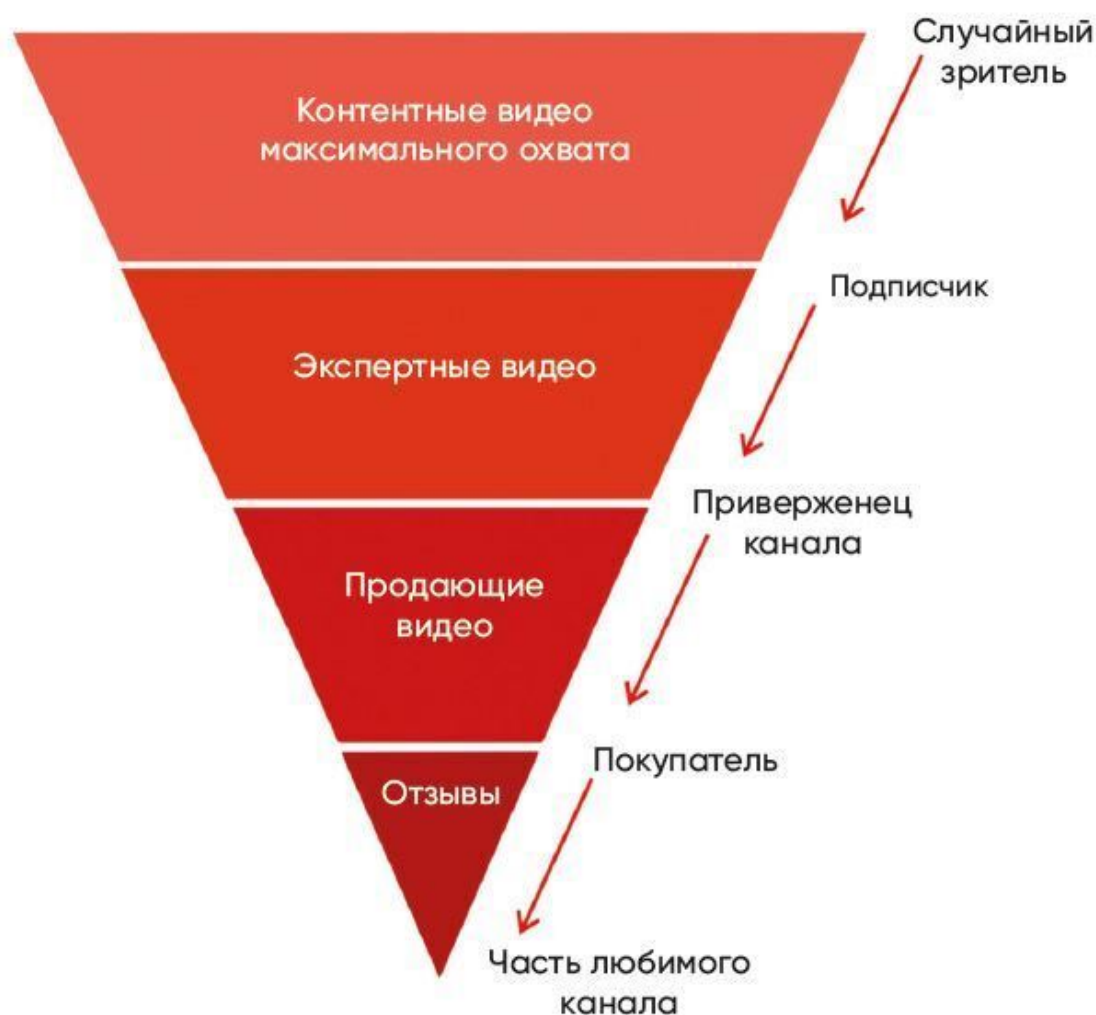 Случайный
зритель
Контентные видео
максимального охвата
Подписчик
Экспертные видео
Приверженец
канала
Продающие
видео
Покупатель
Отзывы
Часть любимого
канала